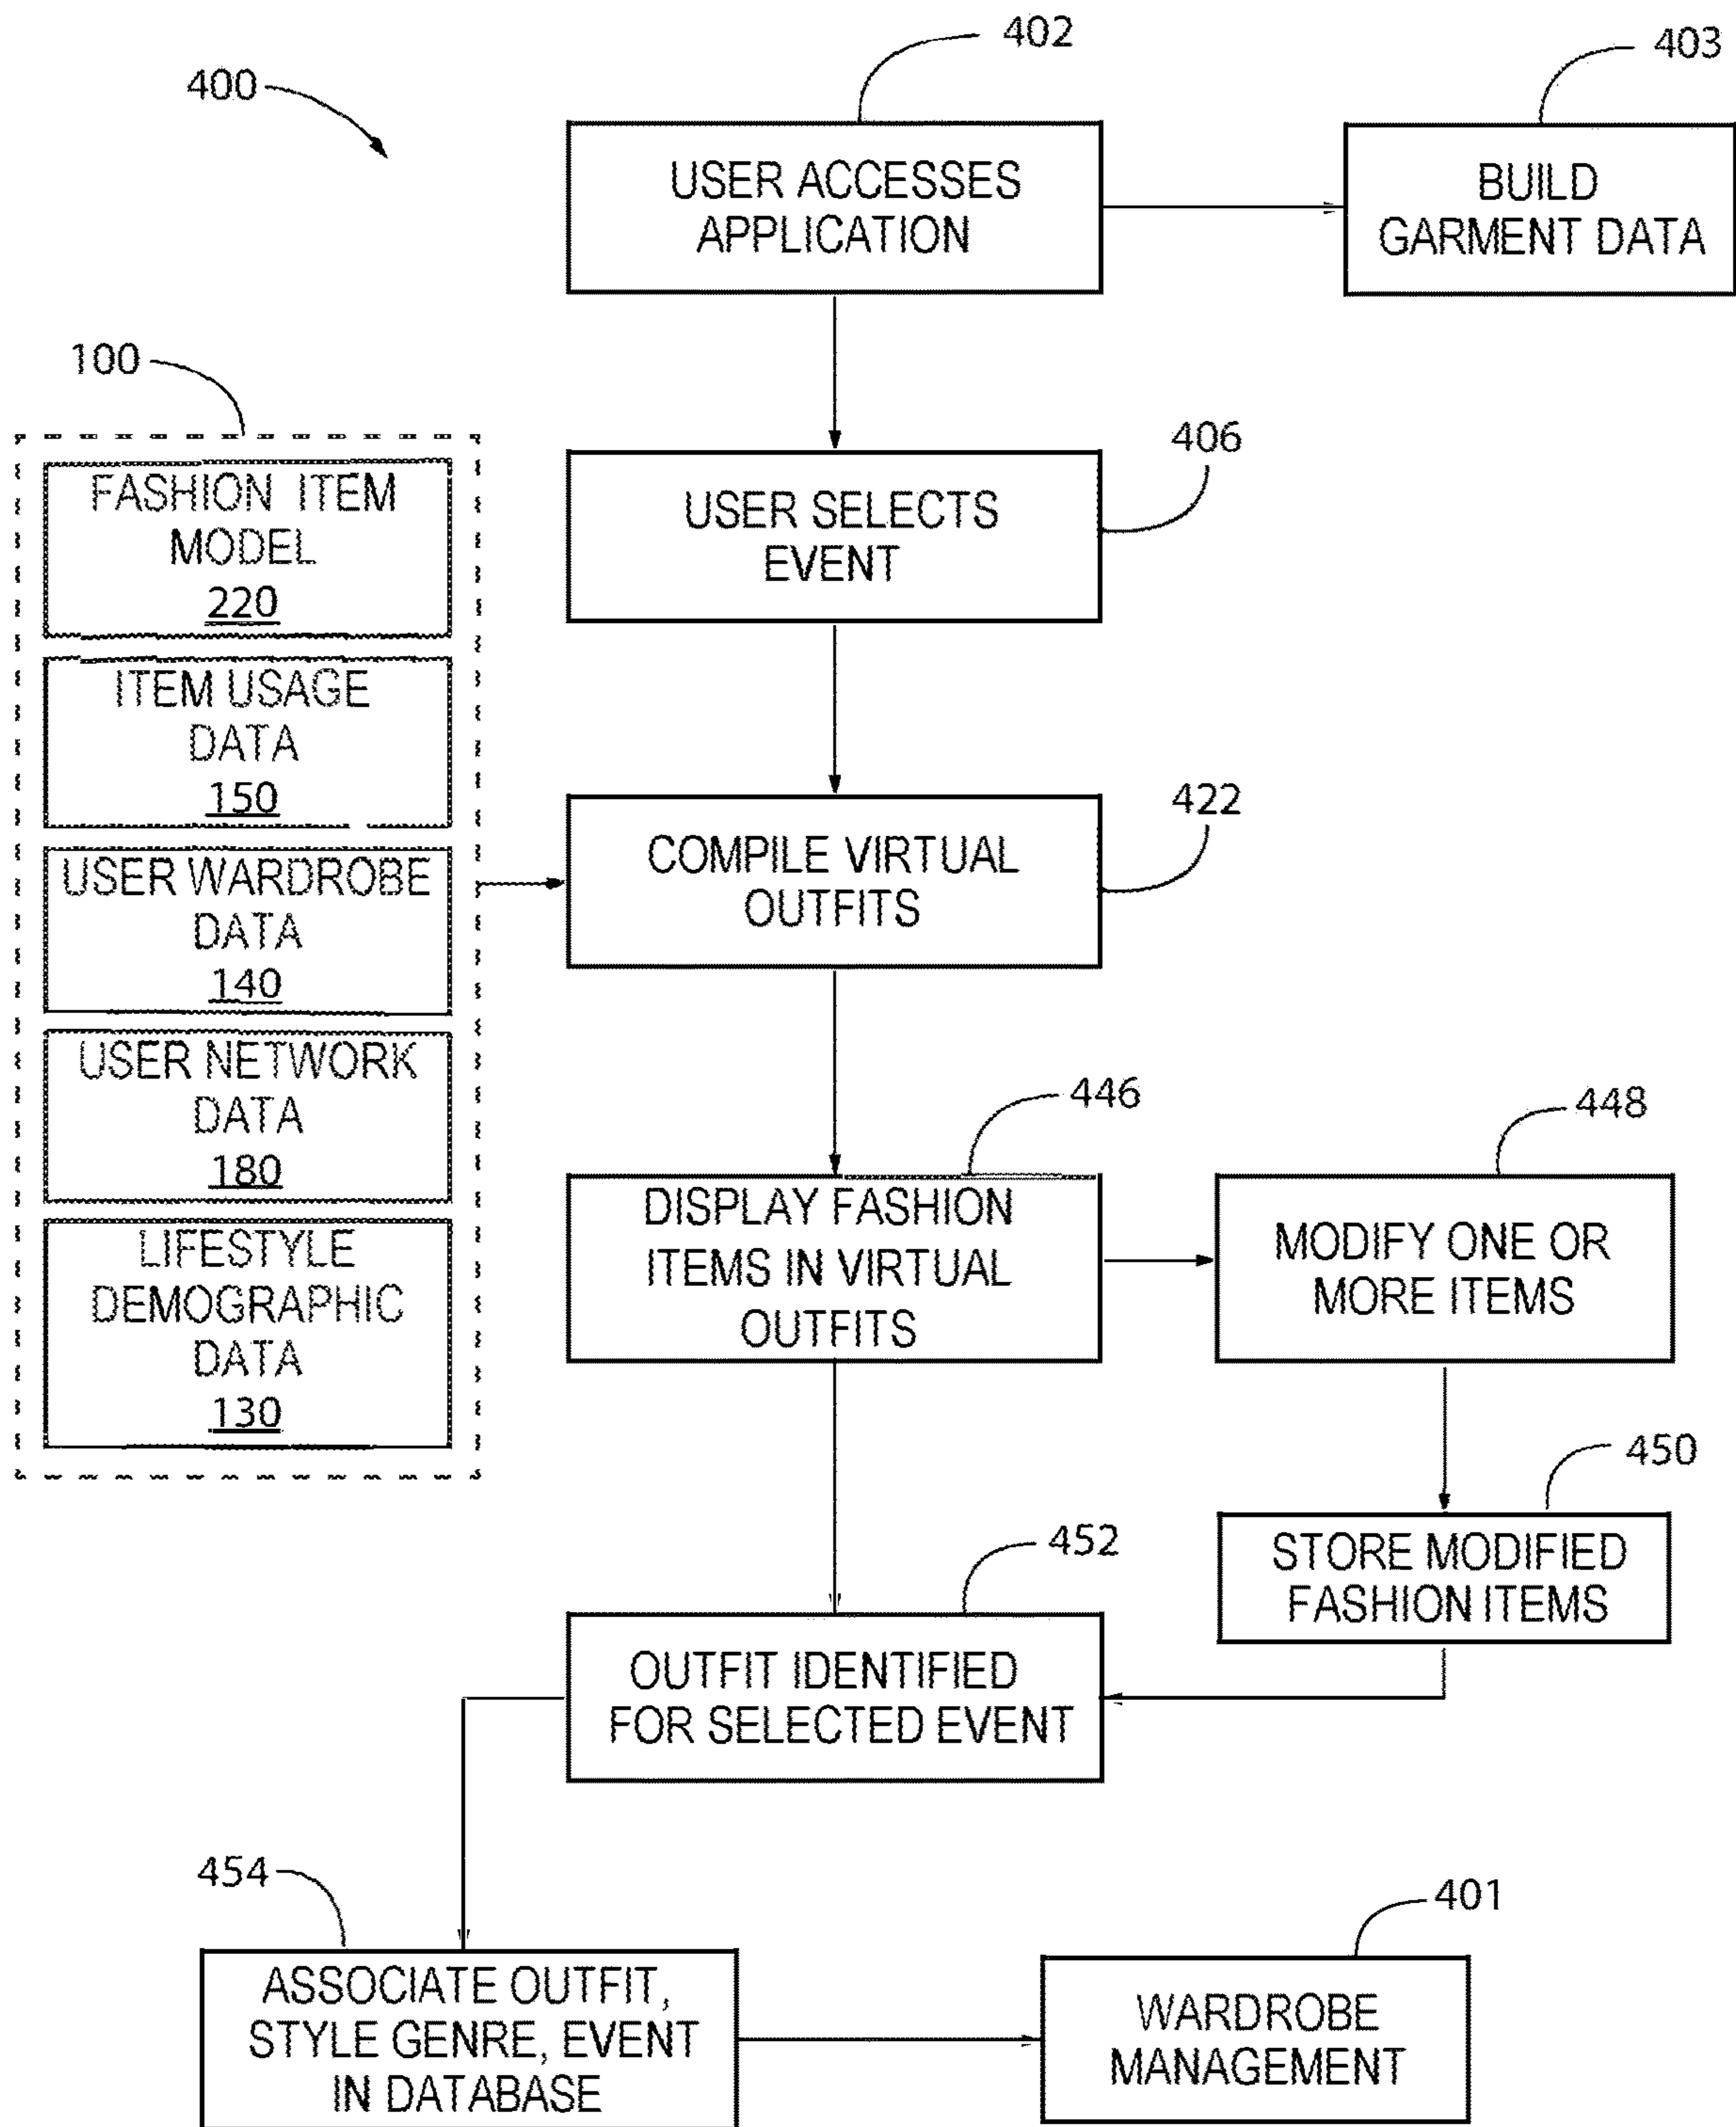 402
403
400
USER ACCESSES
APPLICATION
BUILD
GARMENT DATA
100
406
FASHION ITEM
MODEL
220
USER SELECTS
EVENT
ITEM USAGE
DATA
150
422
COMPILE VIRTUAL
OUTFITS
USER WARDROBE
DATA
140
USER NETWORK
DATA
180
446
448
LIFESTYLE
DEMOGRAPHIC
DATA
130
DISPLAY FASHION
ITEMS IN VIRTUAL
OUTFITS
MODIFY ONE OR
MORE ITEMS
450
452
STORE MODIFIED
FASHION ITEMS
OUTFIT IDENTIFIED
FOR SELECTED EVENT
454
401
ASSOCIATE OUTFIT,
STYLE GENRE, EVENT
IN DATABASE
WARDROBE
MANAGEMENT